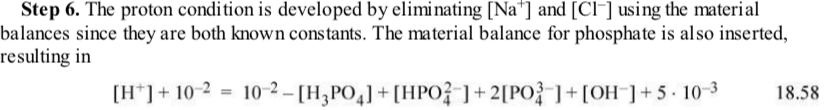 Step 6. The proton condition is developed by eliminating [Na⁺] and [Cl⁻] using the material
balances since they are both known constants. The material balance for phosphate is also inserted,
resulting in
[H⁺] + 10⁻² = 10⁻² – [H₃PO₄] + [HPO₄²⁻] + 2[PO₄³⁻] + [OH⁻] + 5 · 10⁻³ 18.58